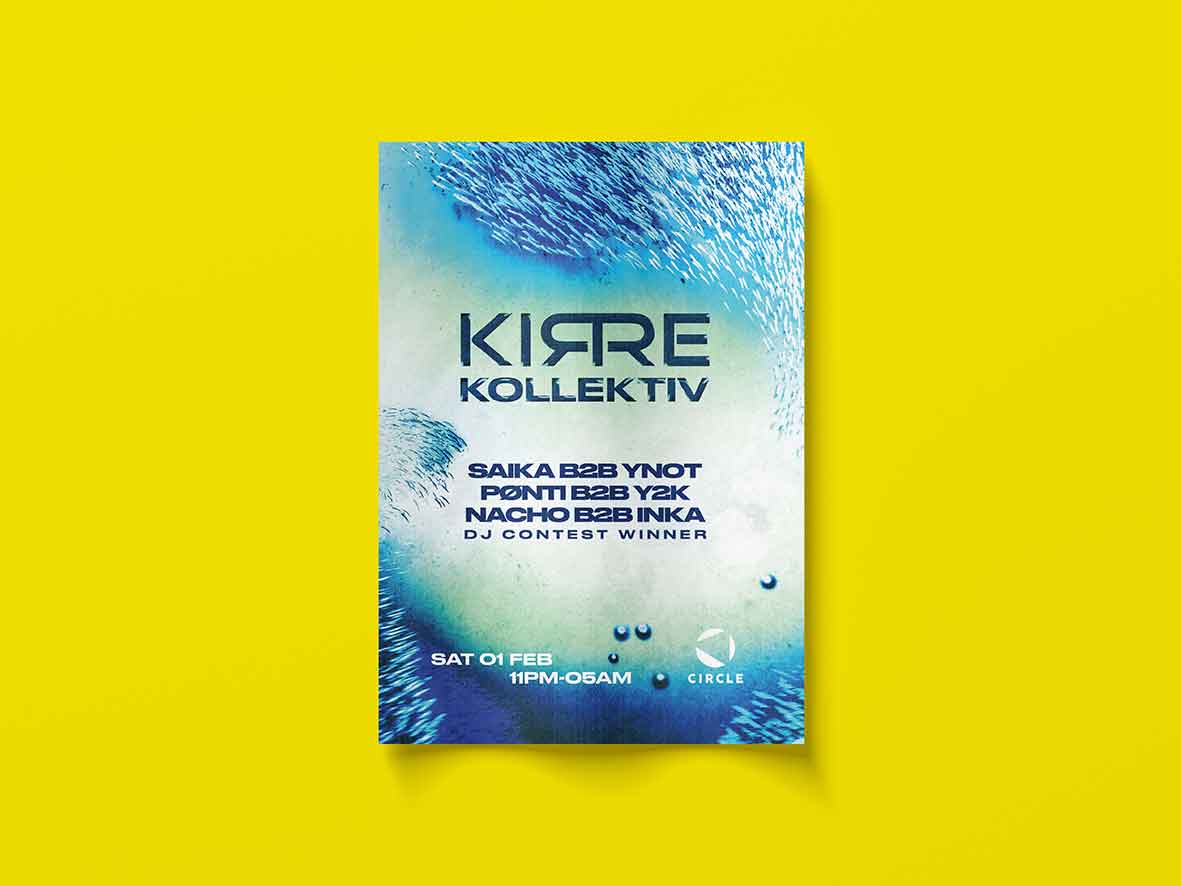 KIRRE
KOLLEKTIV
SAIKA B2B YNOT
PØNTI B2B Y2K
NACHO B2B INKA
DJ CONTEST WINNER
SAT 01 FEB
11PM-05AM
CIRCLE